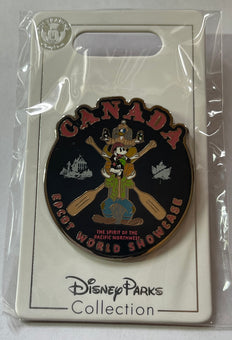 CANADA
THE SPIRIT OF THE
PACIFIC NORTHWEST
EPCOT WORLD SHOWCASE
Disney Parks
Collection